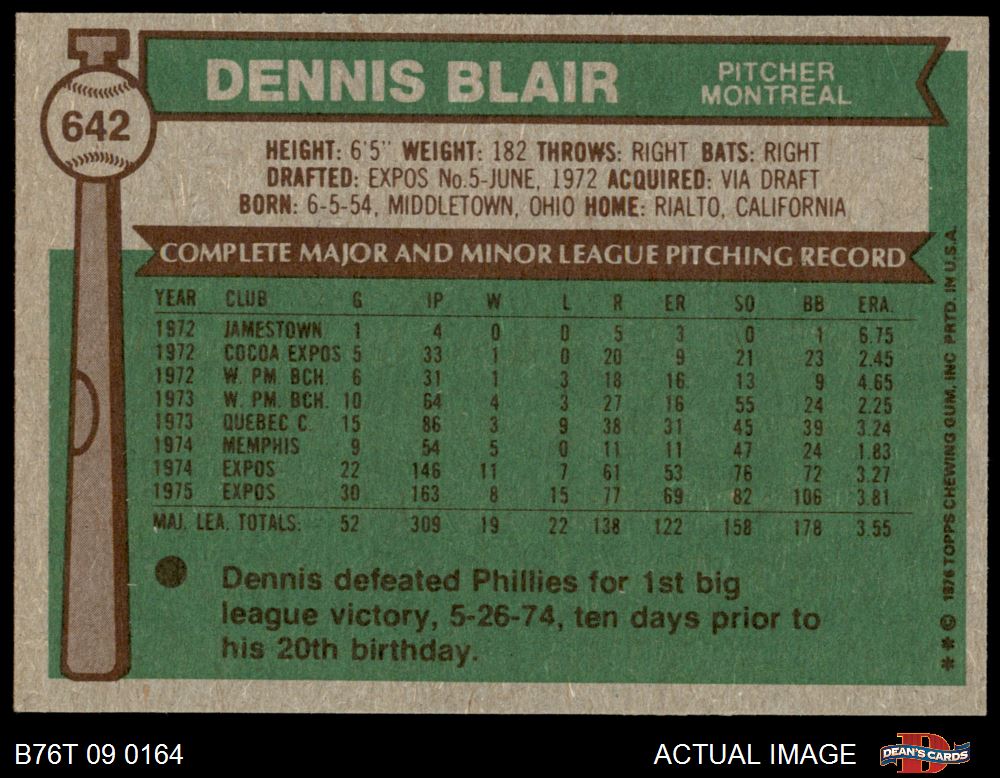 642
DENNIS BLAIR
PITCHER
MONTREAL
HEIGHT: 6'5" WEIGHT: 182 THROWS: RIGHT BATS: RIGHT
DRAFTED: EXPOS No.5-JUNE, 1972 ACQUIRED: VIA DRAFT
BORN: 6-5-54, MIDDLETOWN, OHIO HOME: RIALTO, CALIFORNIA
COMPLETE MAJOR AND MINOR LEAGUE PITCHING RECORD
YEAR CLUB G IP W L R ER SO BB ERA.
1972 JAMESTOWN 1 4 0 0 5 3 0 1 6.75
1972 COCOA EXPOS 5 33 1 0 20 9 21 23 2.45
1972 W. PM. BCH. 6 31 1 3 18 16 13 9 4.65
1973 W. PM. BCH. 10 64 4 3 27 16 55 24 2.25
1973 QUEBEC C. 15 86 3 9 38 31 45 39 3.24
1974 MEMPHIS 9 54 5 0 11 11 47 24 1.83
1974 EXPOS 22 146 11 7 61 53 76 72 3.27
1975 EXPOS 30 163 8 15 77 69 82 106 3.81
MAJ. LEA. TOTALS: 52 309 19 22 138 122 158 178 3.55
Dennis defeated Phillies for 1st big
league victory, 5-26-74, ten days prior to
his 20th birthday.
* * © 1976 TOPPS CHEWING GUM, INC PRTD. IN U.S.A.
B76T 09 0164
ACTUAL IMAGE
DEAN'S CARDS